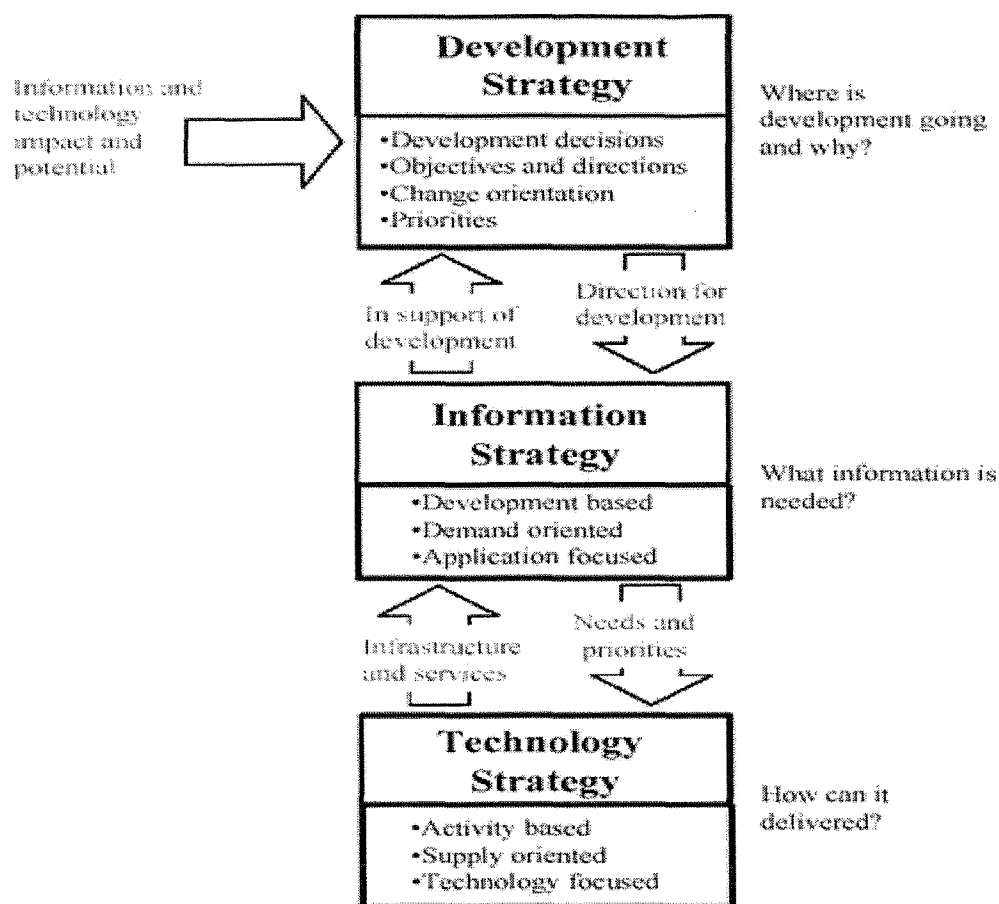 Development
Strategy
Information and
technology
impact and
potential
•Development decisions
•Objectives and directions
•Change orientation
•Priorities
Where is
development going
and why?
In support of
development
Direction for
development
Information
Strategy
•Development based
•Demand oriented
•Application focused
What information is
needed?
Infrastructure
and services
Needs and
priorities
Technology
Strategy
•Activity based
•Supply oriented
•Technology focused
How can it
delivered?